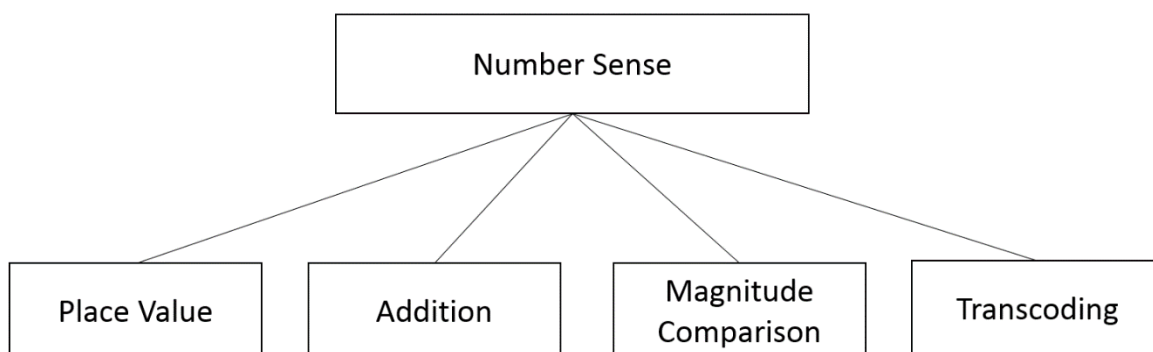 Number Sense
Place Value
Addition
Magnitude
Comparison
Transcoding